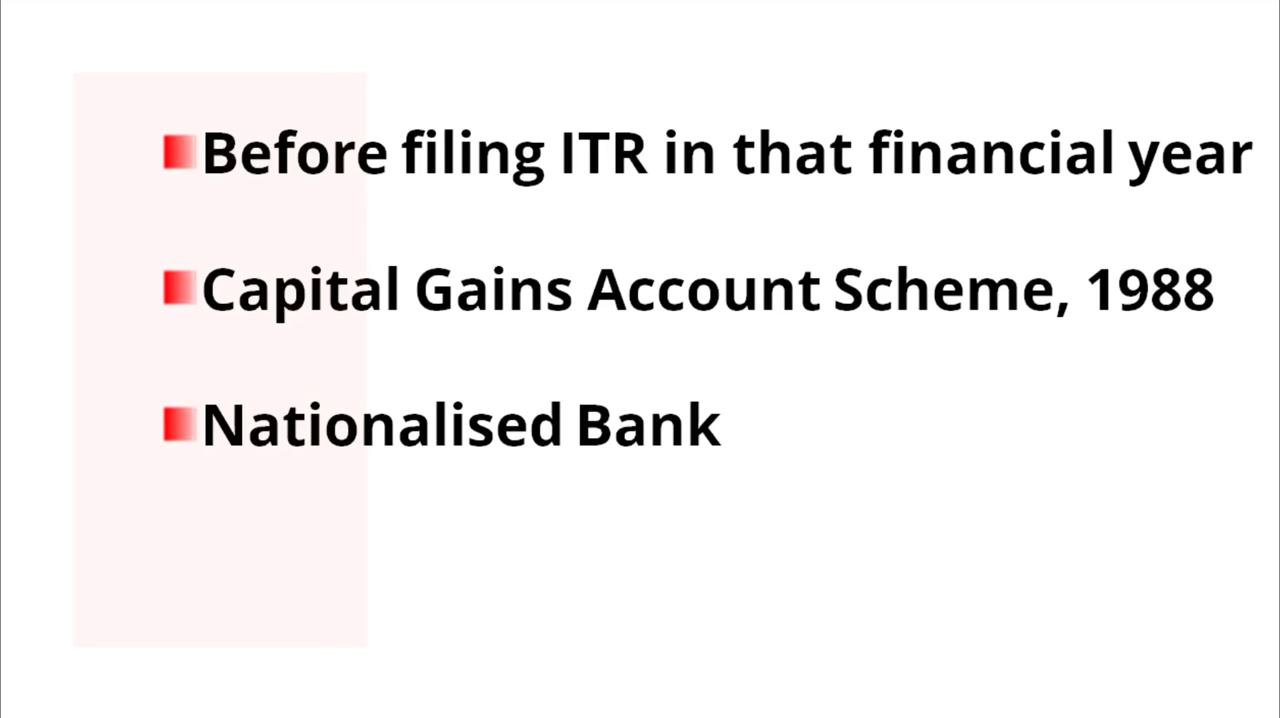 Before filing ITR in that financial year
Capital Gains Account Scheme, 1988
Nationalised Bank